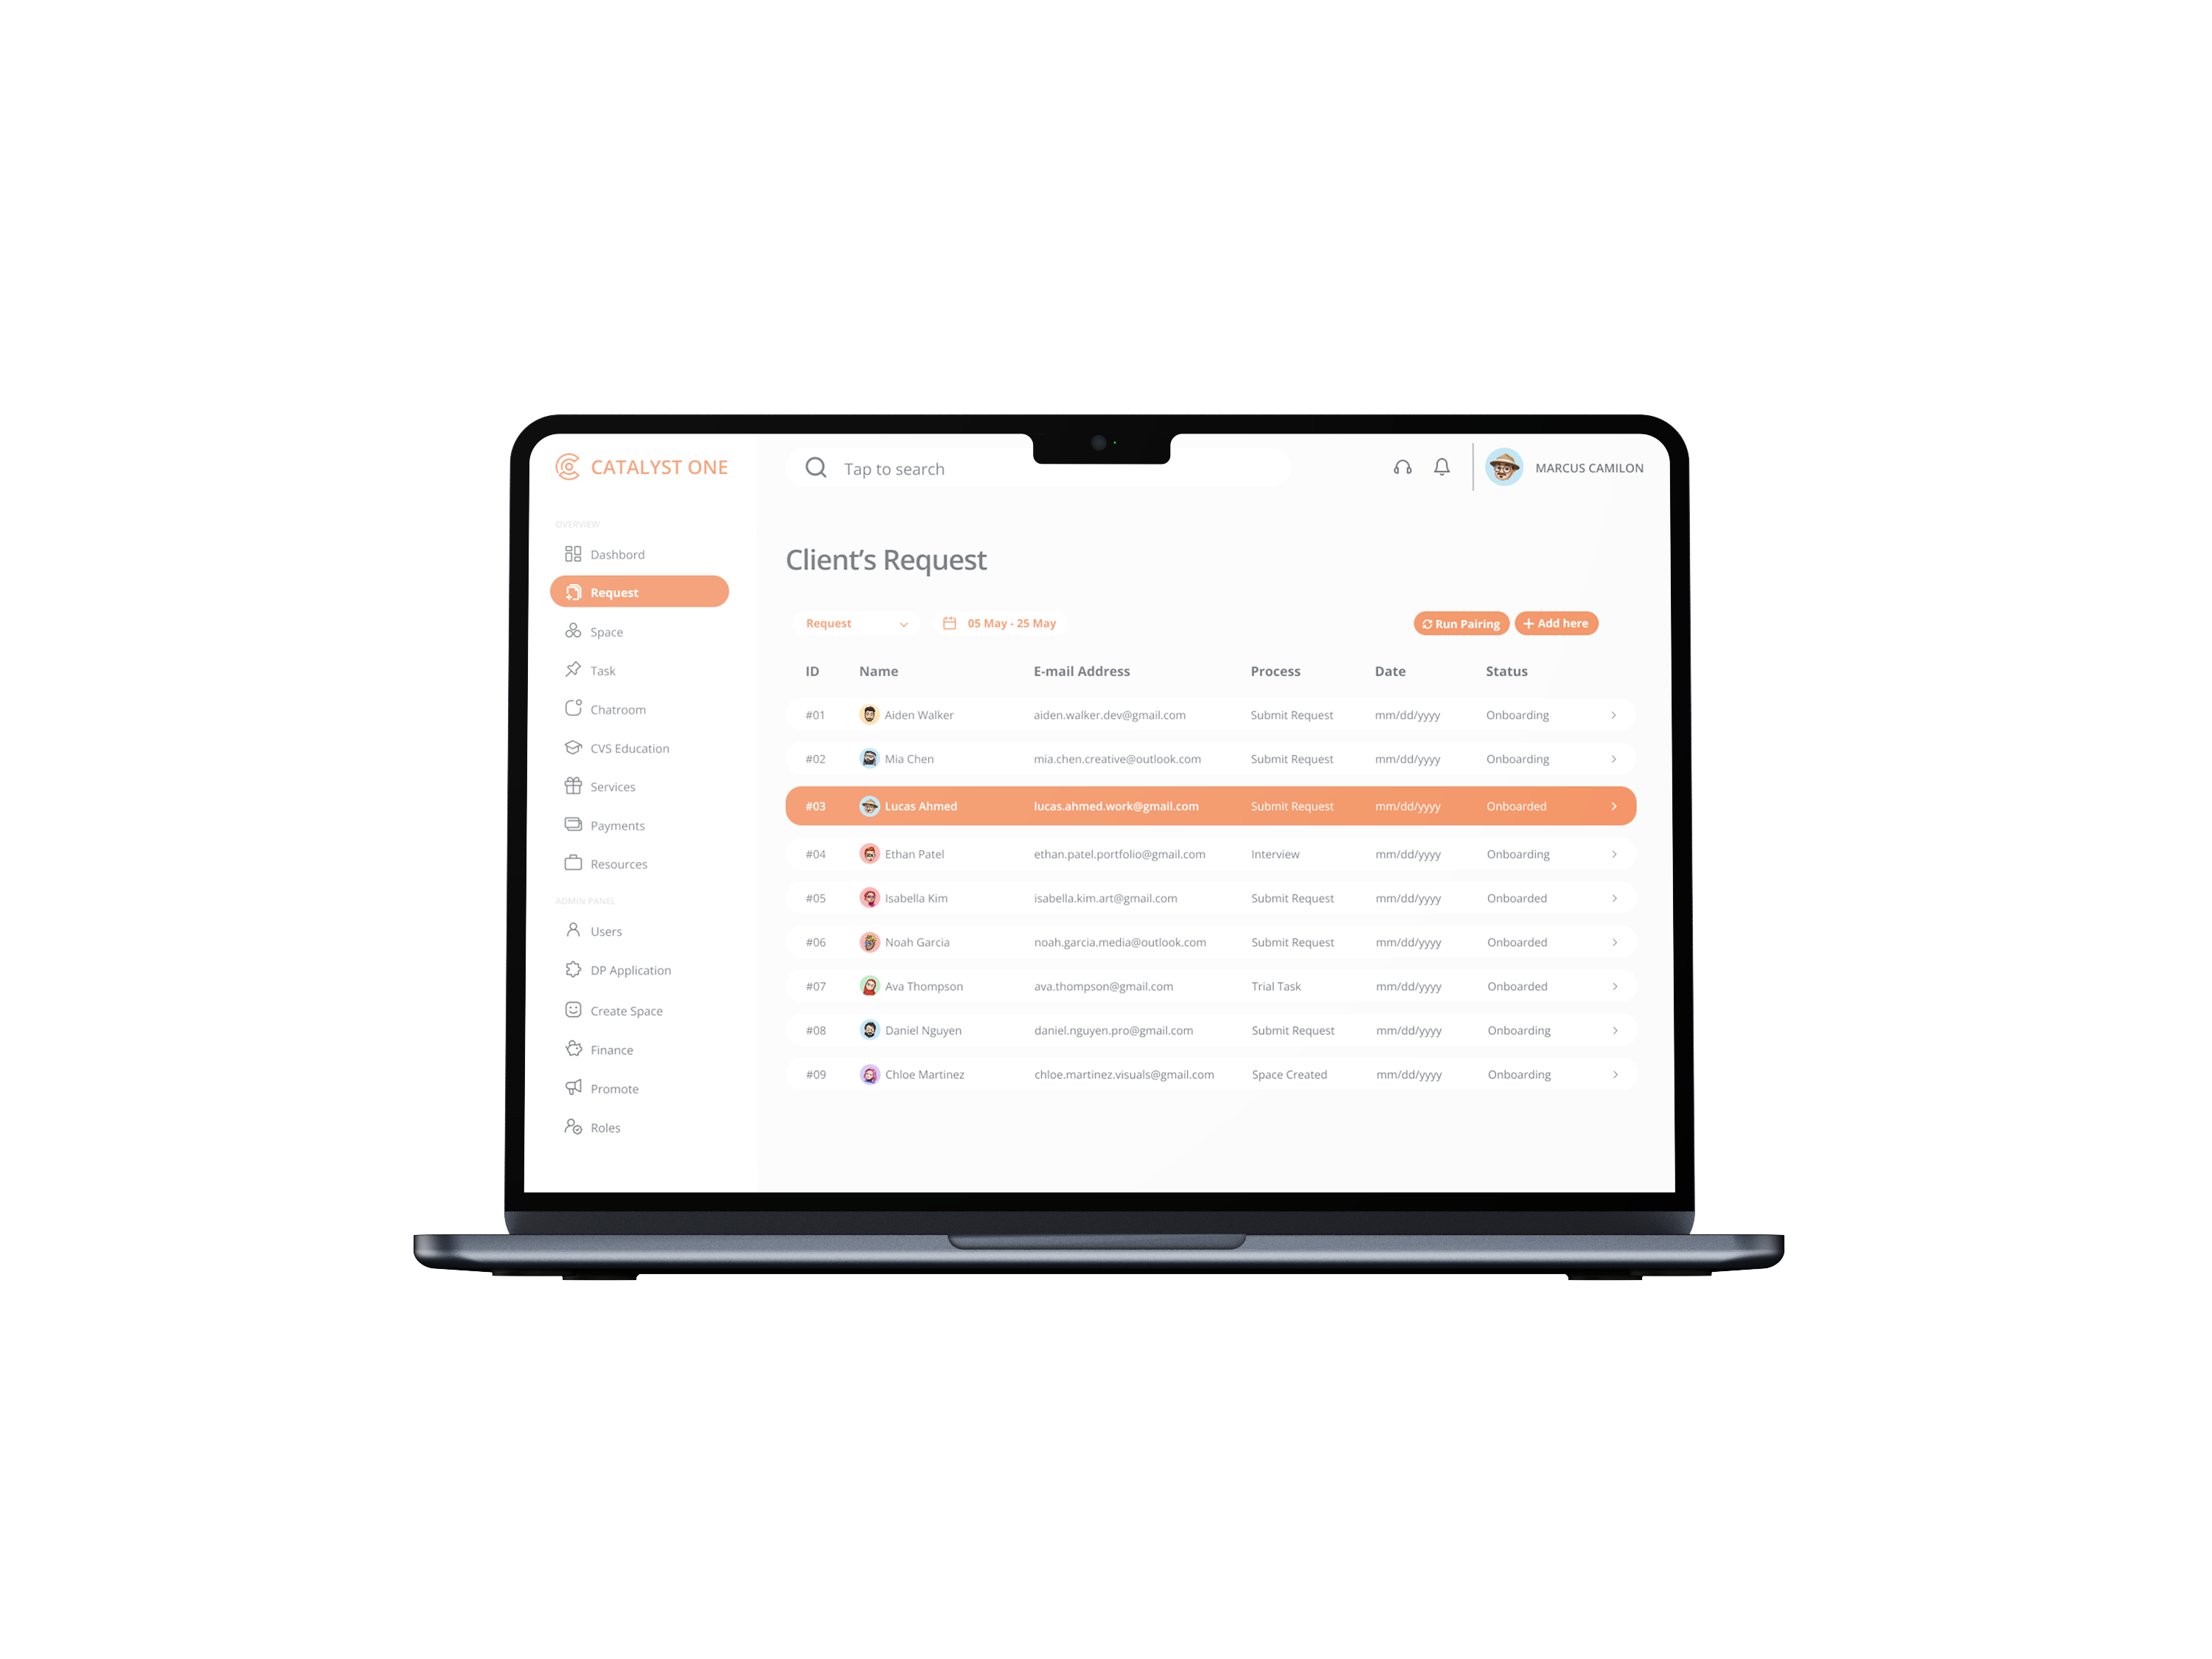 CATALYST ONE
Tap to search
MARCUS CAMILON
OVERVIEW
Dashbord
Request
Space
Task
Chatroom
CVS Education
Services
Payments
Resources
ADMIN PANEL
Users
DP Application
Create Space
Finance
Promote
Roles
Client’s Request
Request 05 May - 25 May Run Pairing Add here
ID Name E-mail Address Process Date Status
#01 Aiden Walker aiden.walker.dev@gmail.com Submit Request mm/dd/yyyy Onboarding
#02 Mia Chen mia.chen.creative@outlook.com Submit Request mm/dd/yyyy Onboarding
#03 Lucas Ahmed lucas.ahmed.work@gmail.com Submit Request mm/dd/yyyy Onboarded
#04 Ethan Patel ethan.patel.portfolio@gmail.com Interview mm/dd/yyyy Onboarding
#05 Isabella Kim isabella.kim.art@gmail.com Submit Request mm/dd/yyyy Onboarded
#06 Noah Garcia noah.garcia.media@outlook.com Submit Request mm/dd/yyyy Onboarded
#07 Ava Thompson ava.thompson@gmail.com Trial Task mm/dd/yyyy Onboarded
#08 Daniel Nguyen daniel.nguyen.pro@gmail.com Submit Request mm/dd/yyyy Onboarding
#09 Chloe Martinez chloe.martinez.visuals@gmail.com Space Created mm/dd/yyyy Onboarding